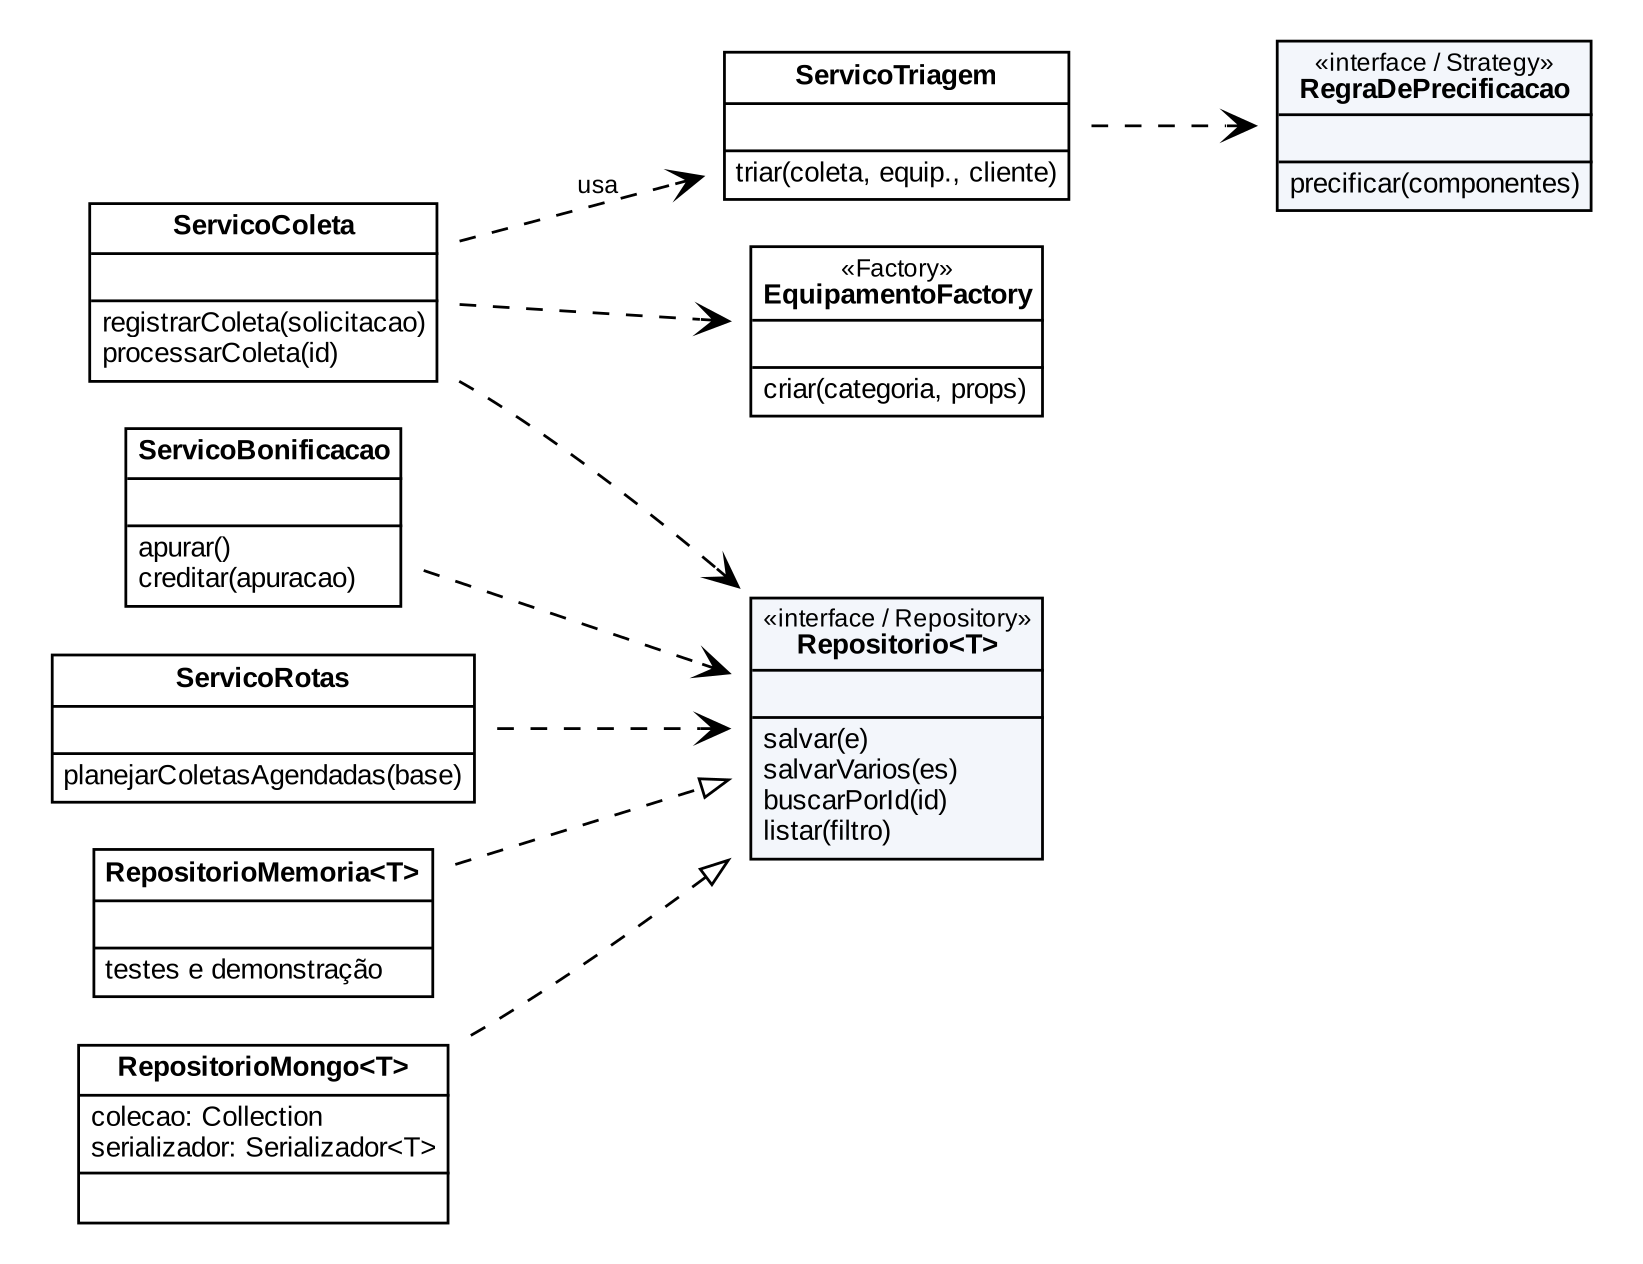 ServicoTriagem
triar(coleta, equip., cliente)
«interface / Strategy»
RegraDePrecificacao
precificar(componentes)
usa
ServicoColeta
registrarColeta(solicitacao)
processarColeta(id)
«Factory»
EquipamentoFactory
criar(categoria, props)
ServicoBonificacao
apurar()
creditar(apuracao)
«interface / Repository»
Repositorio<T>
salvar(e)
salvarVarios(es)
buscarPorId(id)
listar(filtro)
ServicoRotas
planejarColetasAgendadas(base)
RepositorioMemoria<T>
testes e demonstração
RepositorioMongo<T>
colecao: Collection
serializador: Serializador<T>